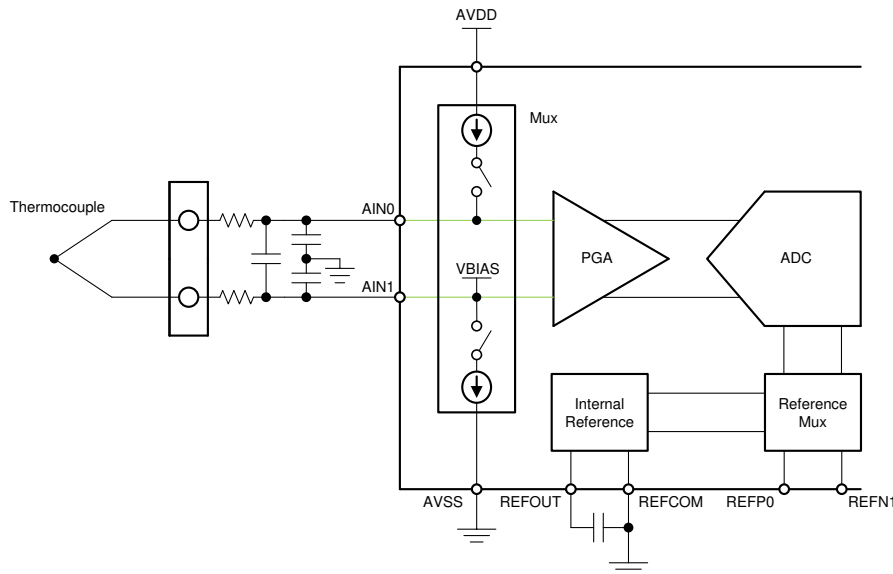 AVDD
Mux
Thermocouple
AIN0
VBIAS
PGA
ADC
AIN1
Internal
Reference
Reference
Mux
AVSS
REFOUT
REFCOM
REFP0
REFN1